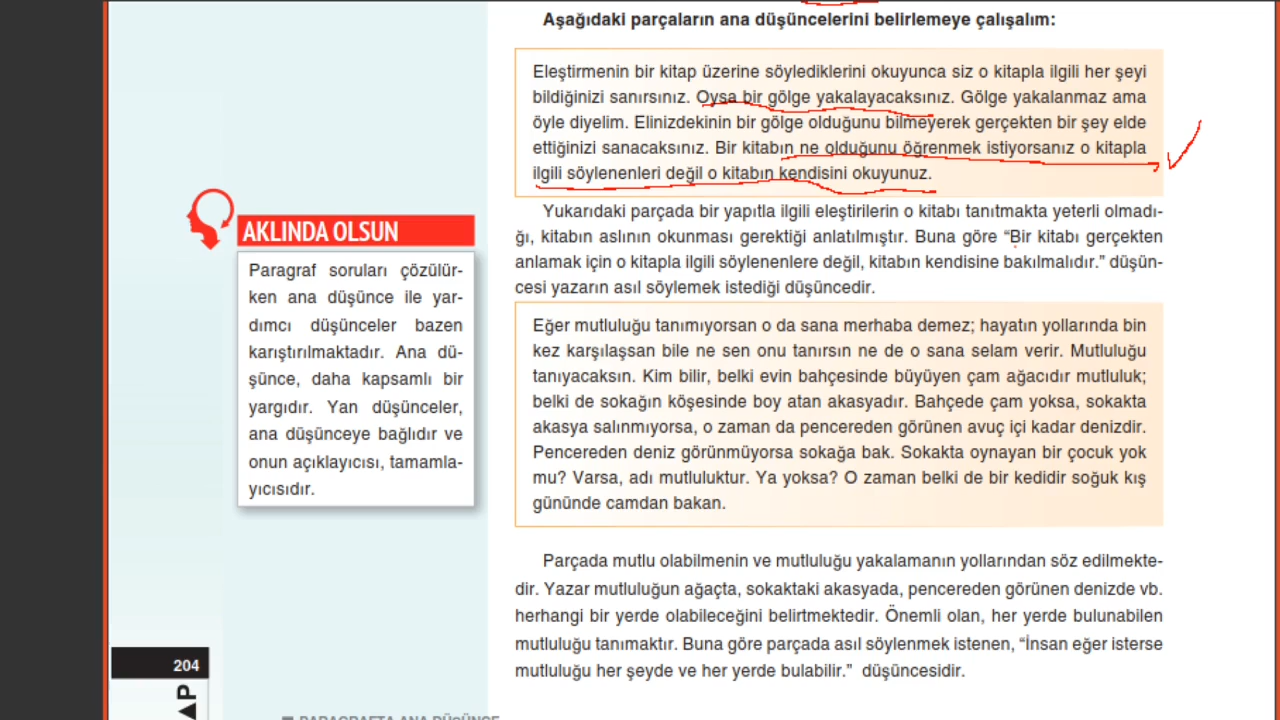 Aşağıdaki parçaların ana düşüncelerini belirlemeye çalışalım:
Eleştirmenin bir kitap üzerine söylediklerini okuyunca siz o kitapla ilgili her şeyi
bildiğinizi sanırsınız. Oysa bir gölge yakalayacaksınız. Gölge yakalanmaz ama
öyle diyelim. Elinizdekinin bir gölge olduğunu bilmeyerek gerçekten bir şey elde
ettiğinizi sanacaksınız. Bir kitabın ne olduğunu öğrenmek istiyorsanız o kitapla
ilgili söylenenleri değil o kitabın kendisini okuyunuz.
Yukarıdaki parçada bir yapıtla ilgili eleştirilerin o kitabı tanıtmakta yeterli olmadı-
ğı, kitabın aslının okunması gerektiği anlatılmıştır. Buna göre “Bir kitabı gerçekten
anlamak için o kitapla ilgili söylenenlere değil, kitabın kendisine bakılmalıdır.” düşün-
cesi yazarın asıl söylemek istediği düşüncedir.
AKLINDA OLSUN
Paragraf soruları çözülür-
ken ana düşünce ile yar-
dımcı düşünceler bazen
karıştırılmaktadır. Ana dü-
şünce, daha kapsamlı bir
yargıdır. Yan düşünceler,
ana düşünceye bağlıdır ve
onun açıklayıcısı, tamamla-
yıcısıdır.
Eğer mutluluğu tanımıyorsan o da sana merhaba demez; hayatın yollarında bin
kez karşılaşsan bile ne sen onu tanırsın ne de o sana selam verir. Mutluluğu
tanıyacaksın. Kim bilir, belki evin bahçesinde büyüyen çam ağacıdır mutluluk;
belki de sokağın köşesinde boy atan akasyadır. Bahçede çam yoksa, sokakta
akasya salınmıyorsa, o zaman da pencereden görünen avuç içi kadar denizdir.
Pencereden deniz görünmüyorsa sokağa bak. Sokakta oynayan bir çocuk yok
mu? Varsa, adı mutluluktur. Ya yoksa? O zaman belki de bir kedidir soğuk kış
gününde camdan bakan.
Parçada mutlu olabilmenin ve mutluluğu yakalamanın yollarından söz edilmekte-
dir. Yazar mutluluğun ağaçta, sokaktaki akasyada, pencereden görünen denizde vb.
herhangi bir yerde olabileceğini belirtmektedir. Önemli olan, her yerde bulunabilen
mutluluğu tanımaktır. Buna göre parçada asıl söylenmek istenen, “İnsan eğer isterse
mutluluğu her şeyde ve her yerde bulabilir.” düşüncesidir.
204
AP
PARAGRAFTA ANA DÜŞÜNCE